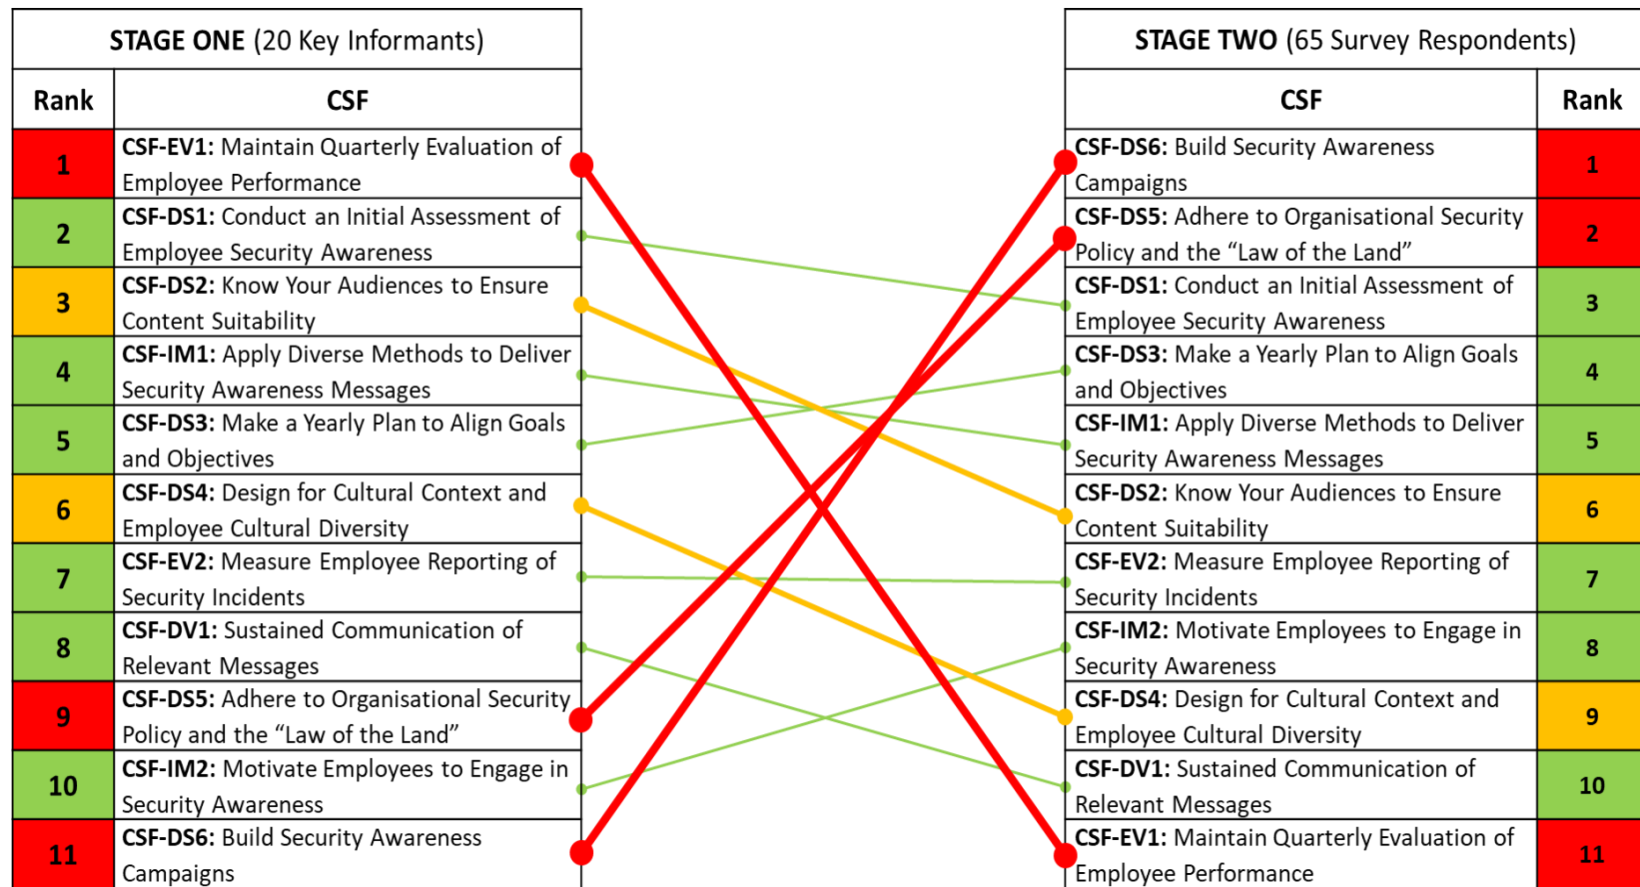 STAGE ONE (20 Key Informants)
Rank CSF
1 CSF-EV1: Maintain Quarterly Evaluation of
Employee Performance
2 CSF-DS1: Conduct an Initial Assessment of
Employee Security Awareness
3 CSF-DS2: Know Your Audiences to Ensure
Content Suitability
4 CSF-IM1: Apply Diverse Methods to Deliver
Security Awareness Messages
5 CSF-DS3: Make a Yearly Plan to Align Goals
and Objectives
6 CSF-DS4: Design for Cultural Context and
Employee Cultural Diversity
7 CSF-EV2: Measure Employee Reporting of
Security Incidents
8 CSF-DV1: Sustained Communication of
Relevant Messages
9 CSF-DS5: Adhere to Organisational Security
Policy and the “Law of the Land”
10 CSF-IM2: Motivate Employees to Engage in
Security Awareness
11 CSF-DS6: Build Security Awareness
Campaigns
STAGE TWO (65 Survey Respondents)
CSF Rank
CSF-DS6: Build Security Awareness 1
Campaigns
CSF-DS5: Adhere to Organisational Security 2
Policy and the “Law of the Land”
CSF-DS1: Conduct an Initial Assessment of 3
Employee Security Awareness
CSF-DS3: Make a Yearly Plan to Align Goals 4
and Objectives
CSF-IM1: Apply Diverse Methods to Deliver 5
Security Awareness Messages
CSF-DS2: Know Your Audiences to Ensure 6
Content Suitability
CSF-EV2: Measure Employee Reporting of 7
Security Incidents
CSF-IM2: Motivate Employees to Engage in 8
Security Awareness
CSF-DS4: Design for Cultural Context and 9
Employee Cultural Diversity
CSF-DV1: Sustained Communication of 10
Relevant Messages
CSF-EV1: Maintain Quarterly Evaluation of 11
Employee Performance